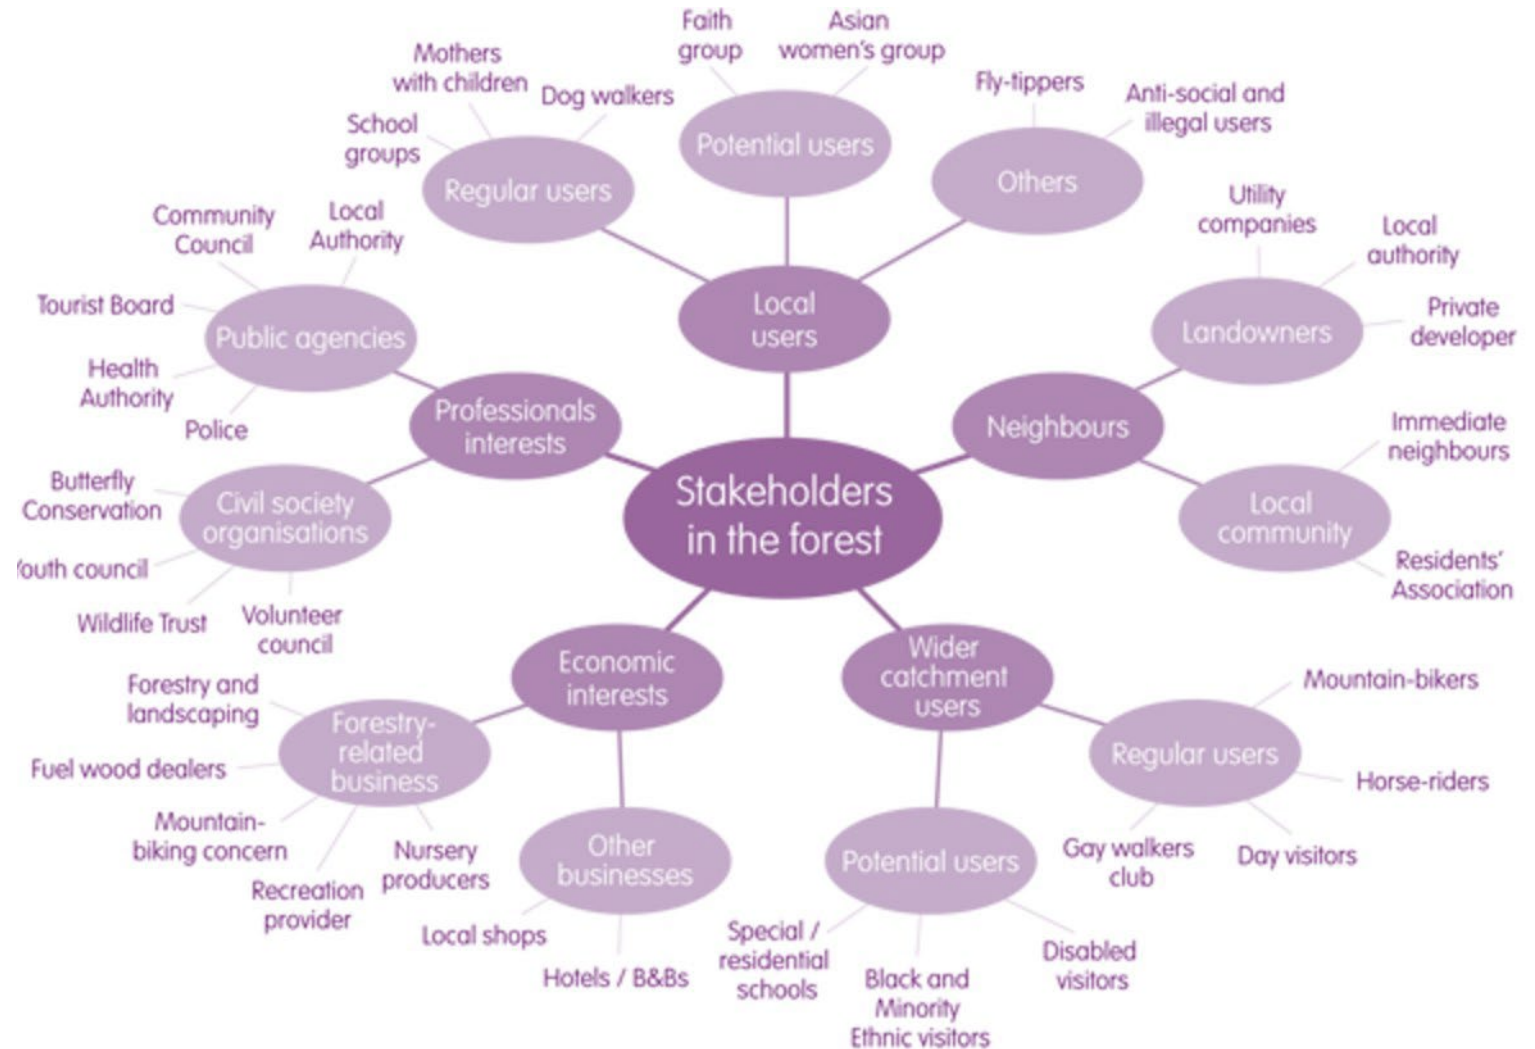 Stakeholders
in the forest
Local
users
Regular users
School
groups
Mothers
with children
Dog walkers
Potential users
Faith
group
Asian
women's group
Others
Fly-tippers
Anti-social and
illegal users
Neighbours
Landowners
Utility
companies
Local
authority
Private
developer
Local
community
Immediate
neighbours
Residents'
Association
Wider
catchment
users
Regular users
Mountain-bikers
Horse-riders
Day visitors
Gay walkers
club
Potential users
Disabled
visitors
Black and
Minority
Ethnic visitors
Special /
residential
schools
Economic
interests
Other
businesses
Hotels / B&Bs
Local shops
Forestry-
related
business
Nursery
producers
Recreation
provider
Mountain-
biking concern
Fuel wood dealers
Forestry and
landscaping
Professionals
interests
Civil society
organisations
Volunteer
council
Wildlife Trust
outh council
Butterfly
Conservation
Public agencies
Police
Health
Authority
Tourist Board
Community
Council
Local
Authority